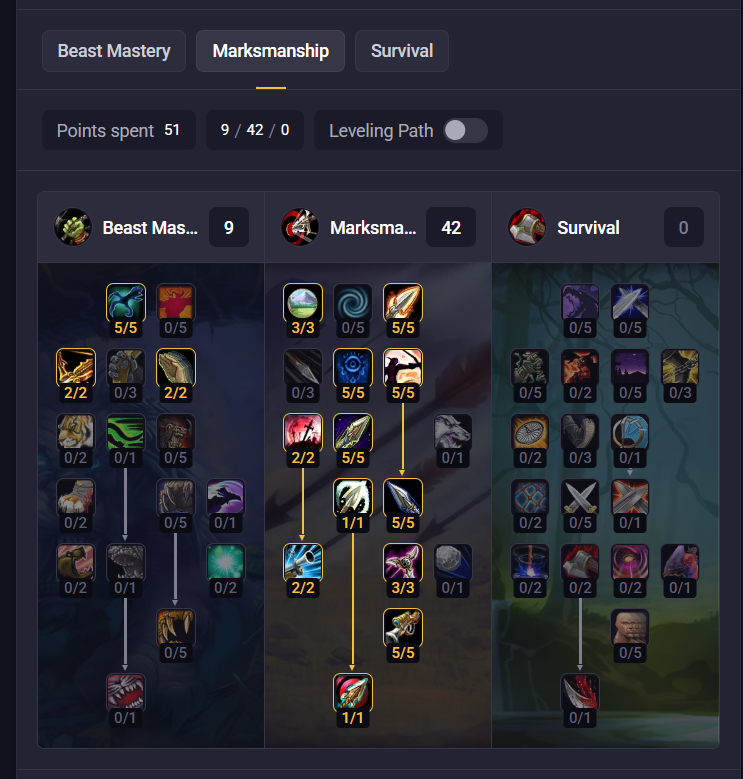 Beast Mastery Marksmanship Survival
Points spent 51 9 / 42 / 0 Leveling Path
Beast Mas... 9 Marksma... 42 Survival 0
5/5 0/5 3/3 0/5 5/5 0/5 0/5
2/2 0/3 2/2 0/3 5/5 5/5 0/5 0/2 0/5 0/3
0/2 0/1 0/5 2/2 5/5 0/1 0/2 0/3 0/1
0/2 0/5 0/1 1/1 5/5 0/2 0/5 0/1
0/2 0/1 0/2 2/2 3/3 0/1 0/2 0/2 0/2 0/1
0/5 5/5 0/5
0/1 1/1 0/1